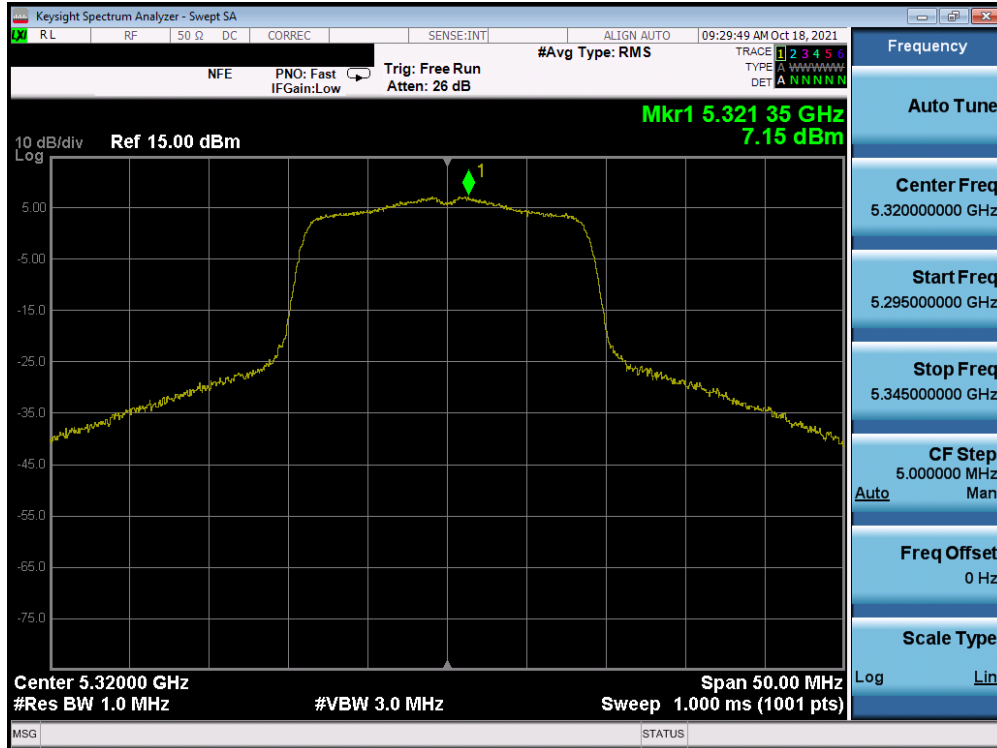 Keysight Spectrum Analyzer - Swept SA
LXI RL RF 50 Ω DC CORREC SENSE:INT ALIGN AUTO 09:29:49 AM Oct 18, 2021
NFE PNO: Fast Trig: Free Run #Avg Type: RMS TRACE 1 2 3 4 5 6
IFGain:Low Atten: 26 dB TYPE A WWWWW
DET A N N N N N
Mkr1 5.321 35 GHz
7.15 dBm
10 dB/div Ref 15.00 dBm
Log
1
5.00
-5.00
-15.0
-25.0
-35.0
-45.0
-55.0
-65.0
-75.0
Center 5.32000 GHz Span 50.00 MHz
#Res BW 1.0 MHz #VBW 3.0 MHz Sweep 1.000 ms (1001 pts)
MSG STATUS
Frequency
Auto Tune
Center Freq
5.320000000 GHz
Start Freq
5.295000000 GHz
Stop Freq
5.345000000 GHz
CF Step
5.000000 MHz
Auto Man
Freq Offset
0 Hz
Scale Type
Log Lin